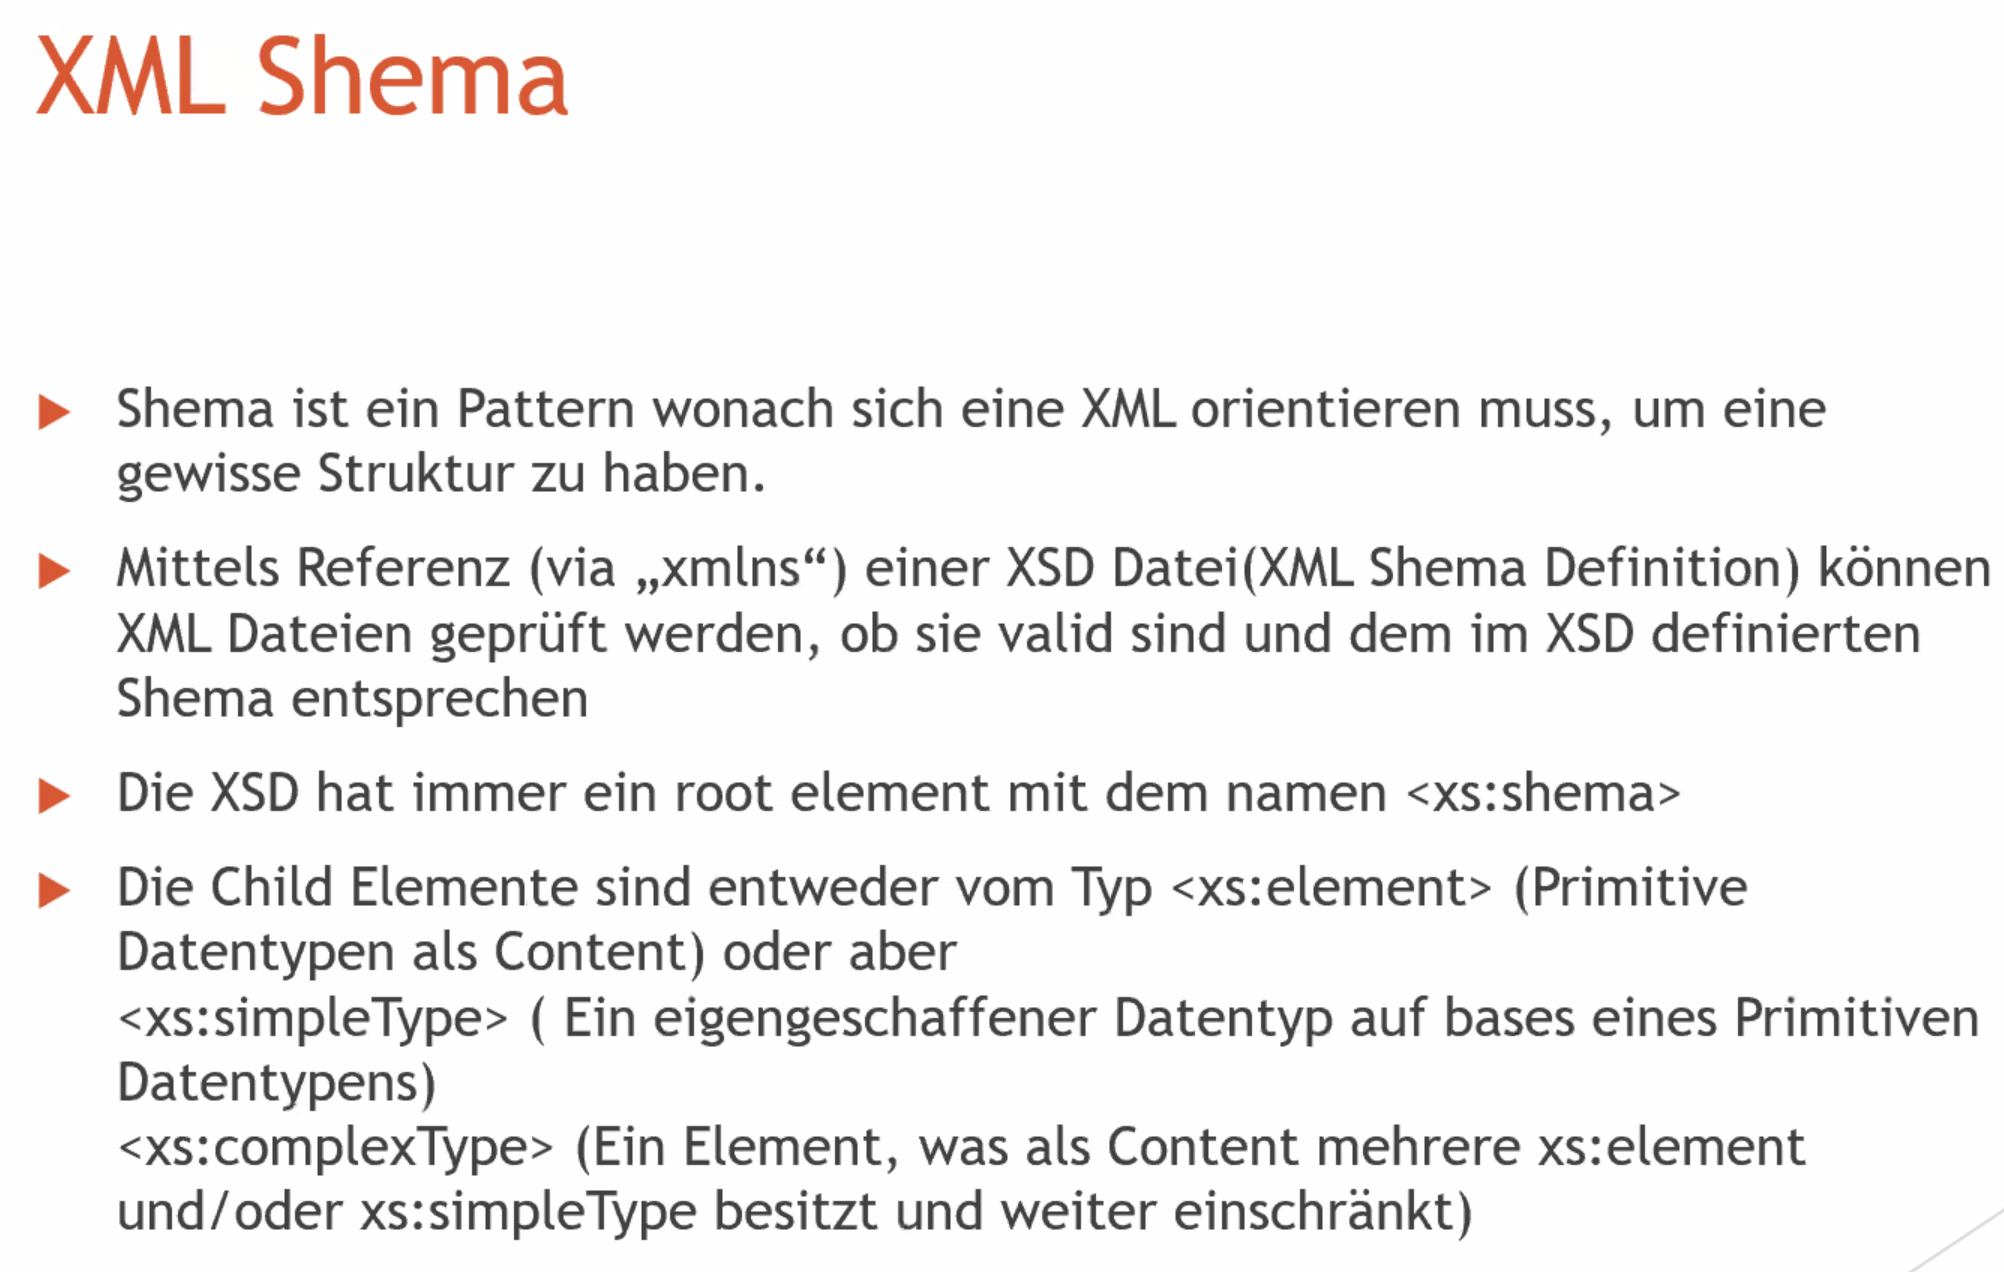 XML Shema
Shema ist ein Pattern wonach sich eine XML orientieren muss, um eine
gewisse Struktur zu haben.
Mittels Referenz (via „xmlns“) einer XSD Datei(XML Shema Definition) können
XML Dateien geprüft werden, ob sie valid sind und dem im XSD definierten
Shema entsprechen
Die XSD hat immer ein root element mit dem namen <xs:shema>
Die Child Elemente sind entweder vom Typ <xs:element> (Primitive
Datentypen als Content) oder aber
<xs:simpleType> ( Ein eigengeschaffener Datentyp auf bases eines Primitiven
Datentypens)
<xs:complexType> (Ein Element, was als Content mehrere xs:element
und/oder xs:simpleType besitzt und weiter einschränkt)